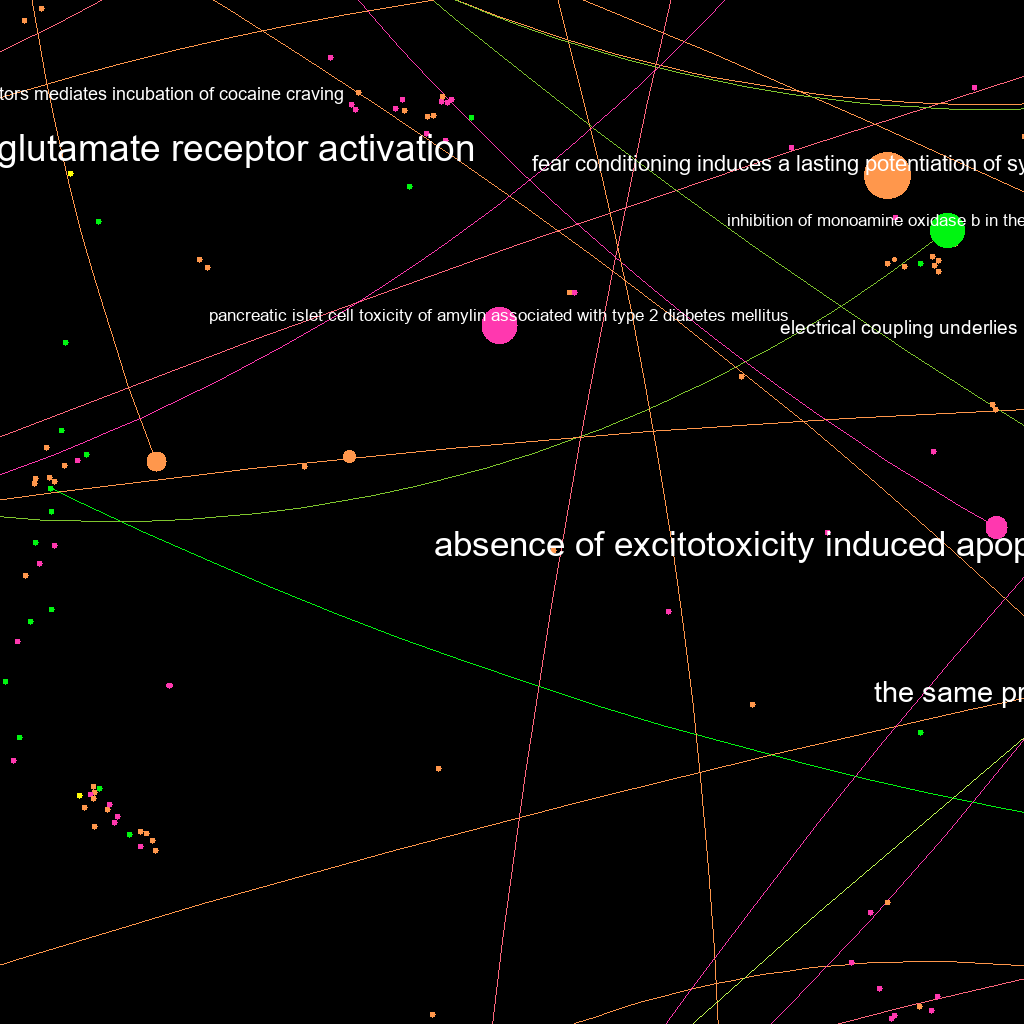 tors mediates incubation of cocaine craving
glutamate receptor activation
fear conditioning induces a lasting potentiation of sy
inhibition of monoamine oxidase b in the
pancreatic islet cell toxicity of amylin associated with type 2 diabetes mellitus
electrical coupling underlies
absence of excitotoxicity induced apop
the same pr